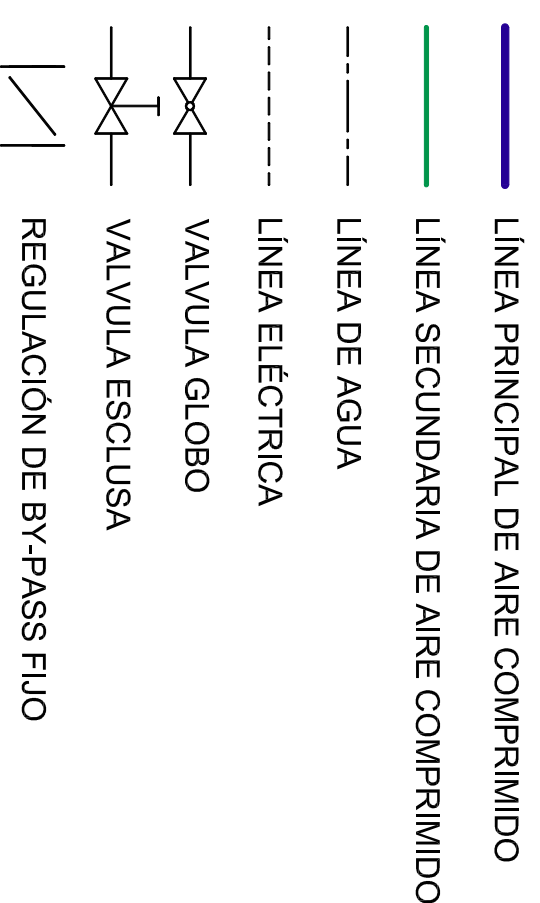 LÍNEA PRINCIPAL DE AIRE COMPRIMIDO
LÍNEA SECUNDARIA DE AIRE COMPRIMIDO
LÍNEA DE AGUA
LÍNEA ELÉCTRICA
VALVULA GLOBO
VALVULA ESCLUSA
REGULACIÓN DE BY-PASS FIJO